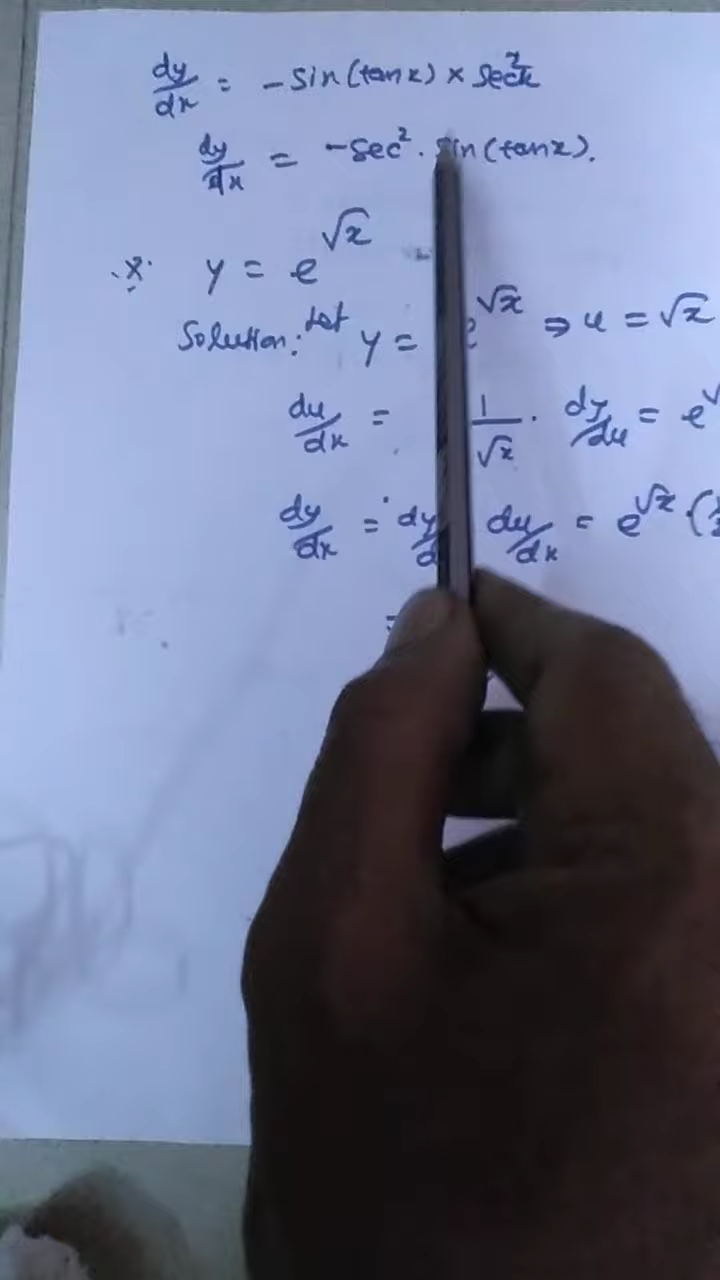 dy/dx = -sin(tanx) × sec²x
dy/dx = -sec² . sin(tanx).
y = e^√x
Solution: Let y = e^√x ⇒ u = √x
du/dx = 1/√x . dy/du = e^√
dy/dx = dy/d du/dx = e^√x . (
=